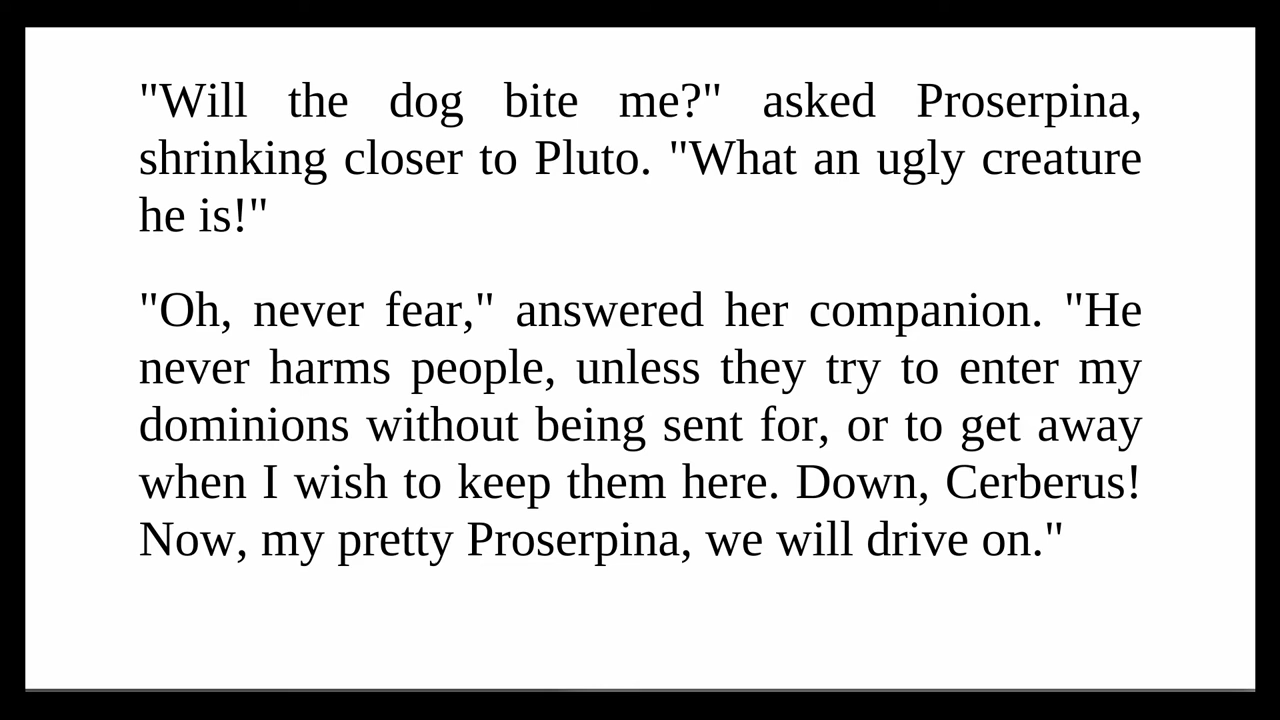 "Will the dog bite me?" asked Proserpina,
shrinking closer to Pluto. "What an ugly creature
he is!"
"Oh, never fear," answered her companion. "He
never harms people, unless they try to enter my
dominions without being sent for, or to get away
when I wish to keep them here. Down, Cerberus!
Now, my pretty Proserpina, we will drive on."